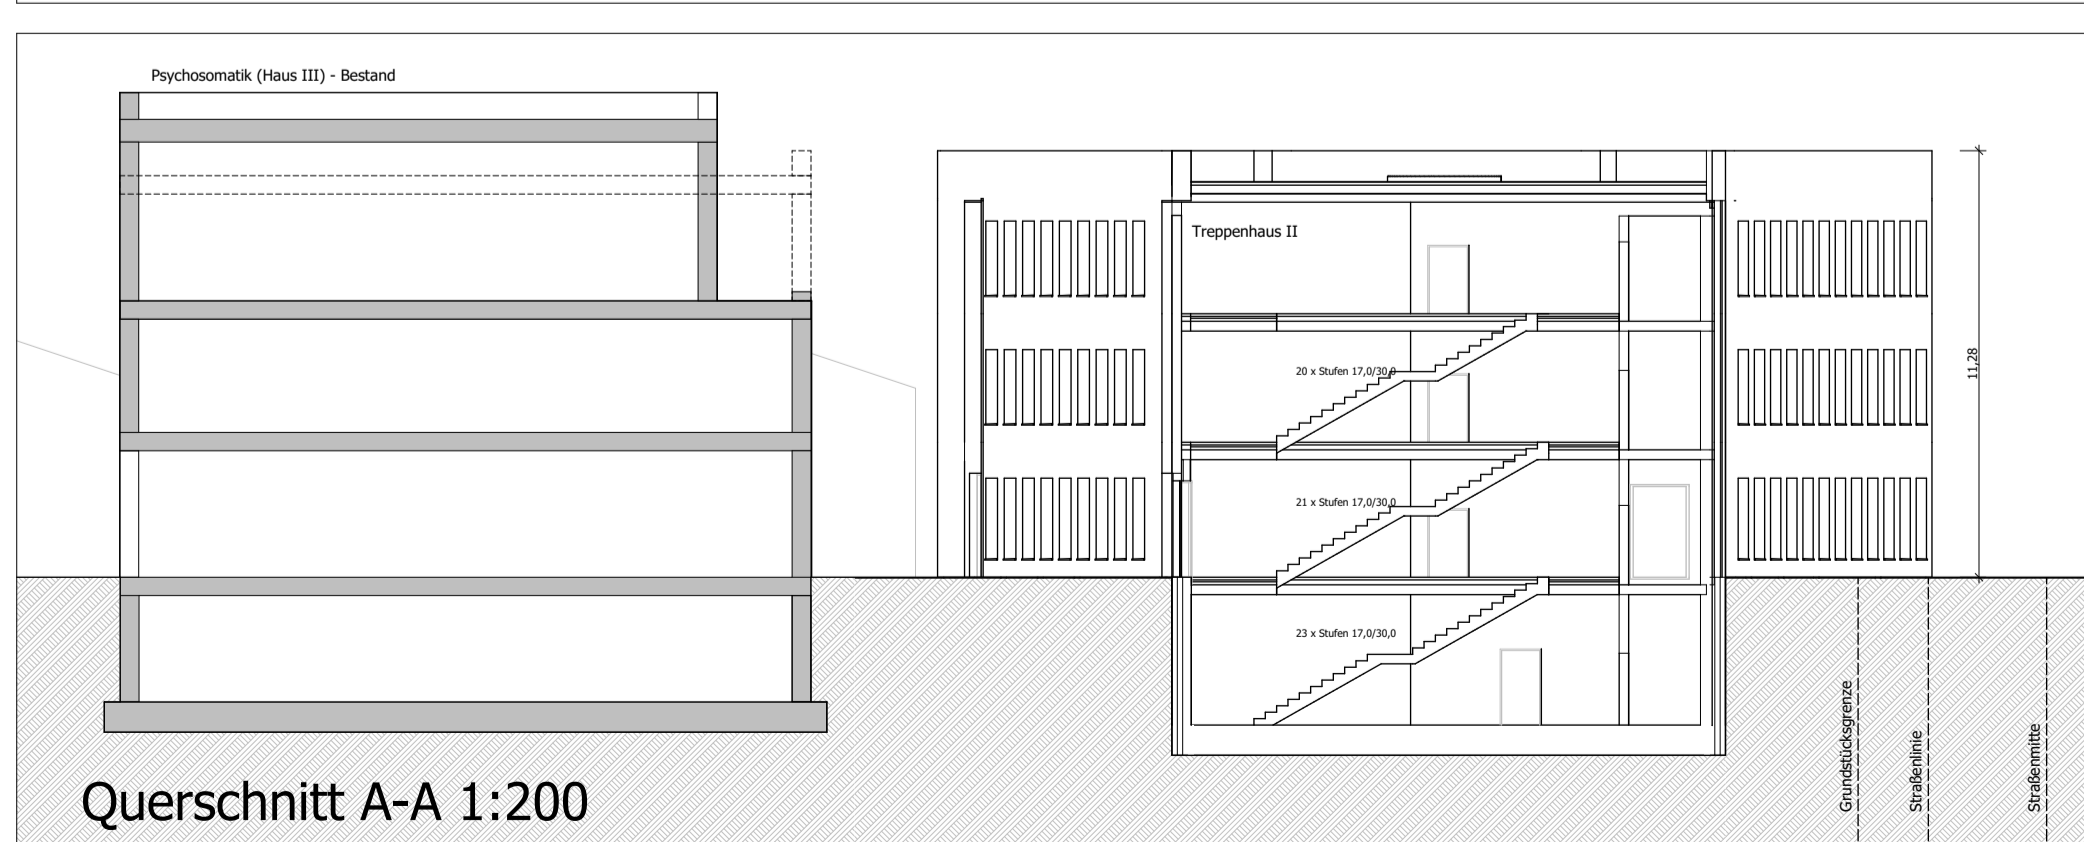 Psychosomatik (Haus III) - Bestand
Treppenhaus II
20 x Stufen 17,0/30,0
11,28
21 x Stufen 17,0/30,0
23 x Stufen 17,0/30,0
Grundstücksgrenze
Straßenlinie
Straßenmitte
Querschnitt A-A 1:200